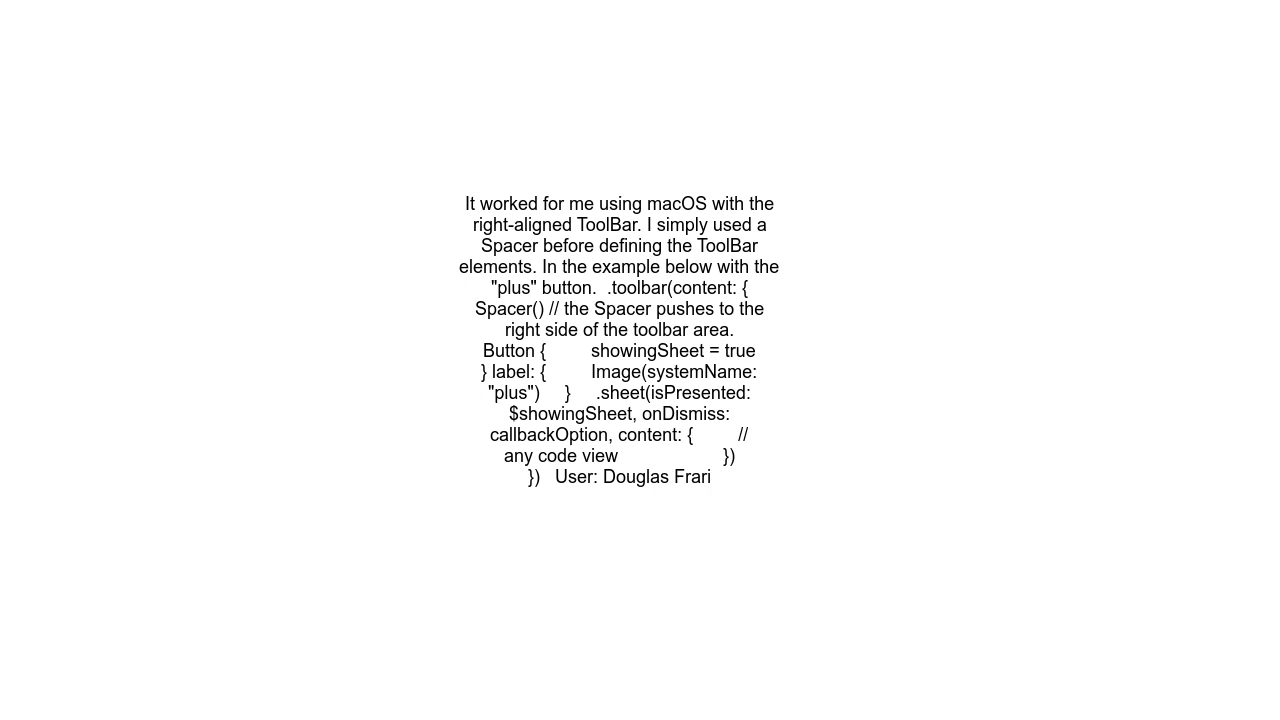 It worked for me using macOS with the
right-aligned ToolBar. I simply used a
Spacer before defining the ToolBar
elements. In the example below with the
"plus" button.  .toolbar(content: {
Spacer() // the Spacer pushes to the
right side of the toolbar area.
Button {         showingSheet = true
} label: {         Image(systemName:
"plus")     }     .sheet(isPresented:
$showingSheet, onDismiss:
callbackOption, content: {         //
any code view                     })
})   User: Douglas Frari